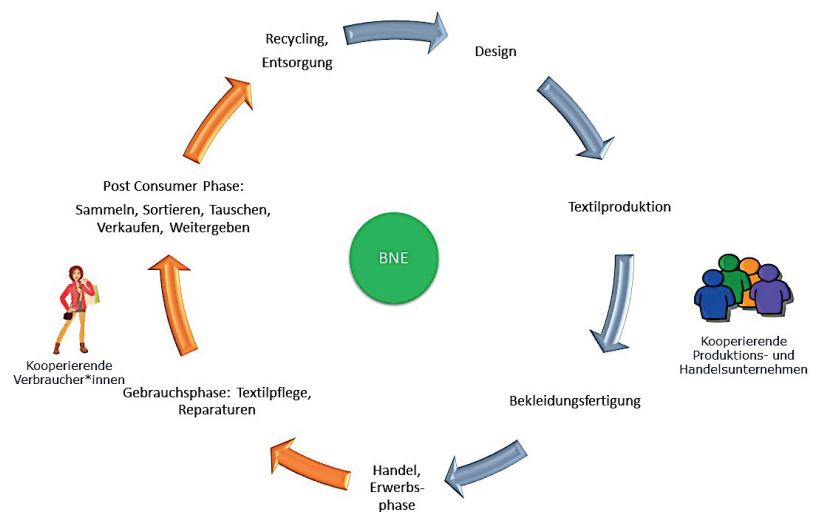 Recycling,
Entsorgung
Design
Textilproduktion
Kooperierende
Produktions- und
Handelsunternehmen
Bekleidungsfertigung
Handel,
Erwerbs-
phase
Gebrauchsphase: Textilpflege,
Reparaturen
Kooperierende
Verbraucher*innen
Post Consumer Phase:
Sammeln, Sortieren, Tauschen,
Verkaufen, Weitergeben
BNE